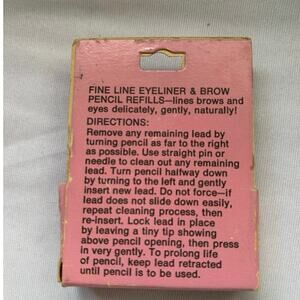 FINE LINE EYELINER & BROW
PENCIL REFILLS—lines brows and
eyes delicately, gently, naturally!
DIRECTIONS:
Remove any remaining lead by
turning pencil as far to the right
as possible. Use straight pin or
needle to clean out any remaining
lead. Turn pencil halfway down
by turning to the left and gently
insert new lead. Do not force—if
lead does not slide down easily,
repeat cleaning process, then
re-insert. Lock lead in place
by leaving a tiny tip showing
above pencil opening, then press
in very gently. To prolong life
of pencil, keep lead retracted
until pencil is to be used.